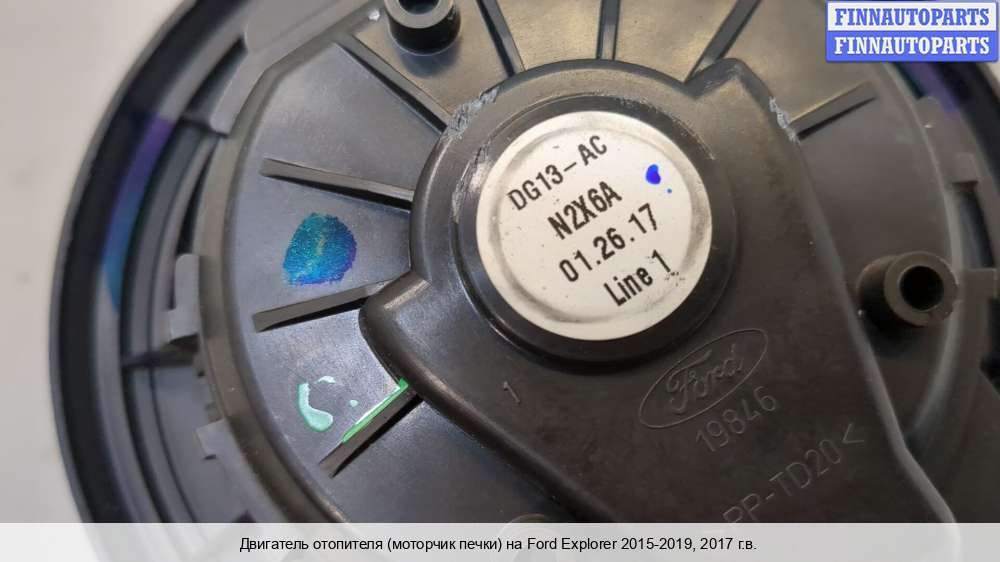 FINNAUTOPARTS
FINNAUTOPARTS
DG13-AC
N2X6A
01.26.17
Line 1
1
Ford
19846
PP-TD20<
Двигатель отопителя (моторчик печки) на Ford Explorer 2015-2019, 2017 г.в.